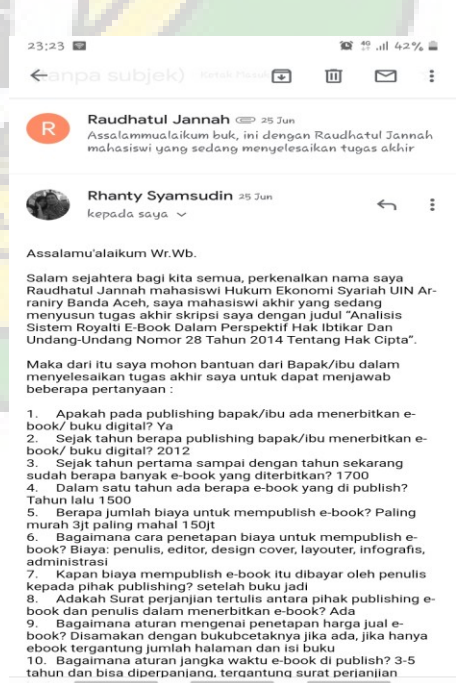 23:23
42%
(tanpa subjek) Kotak Masuk
R
Raudhatul Jannah 25 Jun
Assalammualaikum buk, ini dengan Raudhatul Jannah
mahasiswi yang sedang menyelesaikan tugas akhir
Rhanty Syamsudin 25 Jun
kepada saya
Assalamu'alaikum Wr.Wb.
Salam sejahtera bagi kita semua, perkenalkan nama saya
Raudhatul Jannah mahasiswi Hukum Ekonomi Syariah UIN Ar-
raniry Banda Aceh, saya mahasiswi akhir yang sedang
menyusun tugas akhir skripsi saya dengan judul "Analisis
Sistem Royalti E-Book Dalam Perspektif Hak Ibtikar Dan
Undang-Undang Nomor 28 Tahun 2014 Tentang Hak Cipta".
Maka dari itu saya mohon bantuan dari Bapak/ibu dalam
menyelesaikan tugas akhir saya untuk dapat menjawab
beberapa pertanyaan :
1. Apakah pada publishing bapak/ibu ada menerbitkan e-
book/ buku digital? Ya
2. Sejak tahun berapa publishing bapak/ibu menerbitkan e-
book/ buku digital? 2012
3. Sejak tahun pertama sampai dengan tahun sekarang
sudah berapa banyak e-book yang diterbitkan? 1700
4. Dalam satu tahun ada berapa e-book yang di publish?
Tahun lalu 1500
5. Berapa jumlah biaya untuk mempublish e-book? Paling
murah 3jt paling mahal 150jt
6. Bagaimana cara penetapan biaya untuk mempublish e-
book? Biaya: penulis, editor, design cover, layouter, infografis,
administrasi
7. Kapan biaya mempublish e-book itu dibayar oleh penulis
kepada pihak publishing? setelah buku jadi
8. Adakah Surat perjanjian tertulis antara pihak publishing e-
book dan penulis dalam menerbitkan e-book? Ada
9. Bagaimana aturan mengenai penetapan harga jual e-
book? Disamakan dengan bukubcetaknya jika ada, jika hanya
ebook tergantung jumlah halaman dan isi buku
10. Bagaimana aturan jangka waktu e-book di publish? 3-5
tahun dan bisa diperpanjang, tergantung surat perjanjian